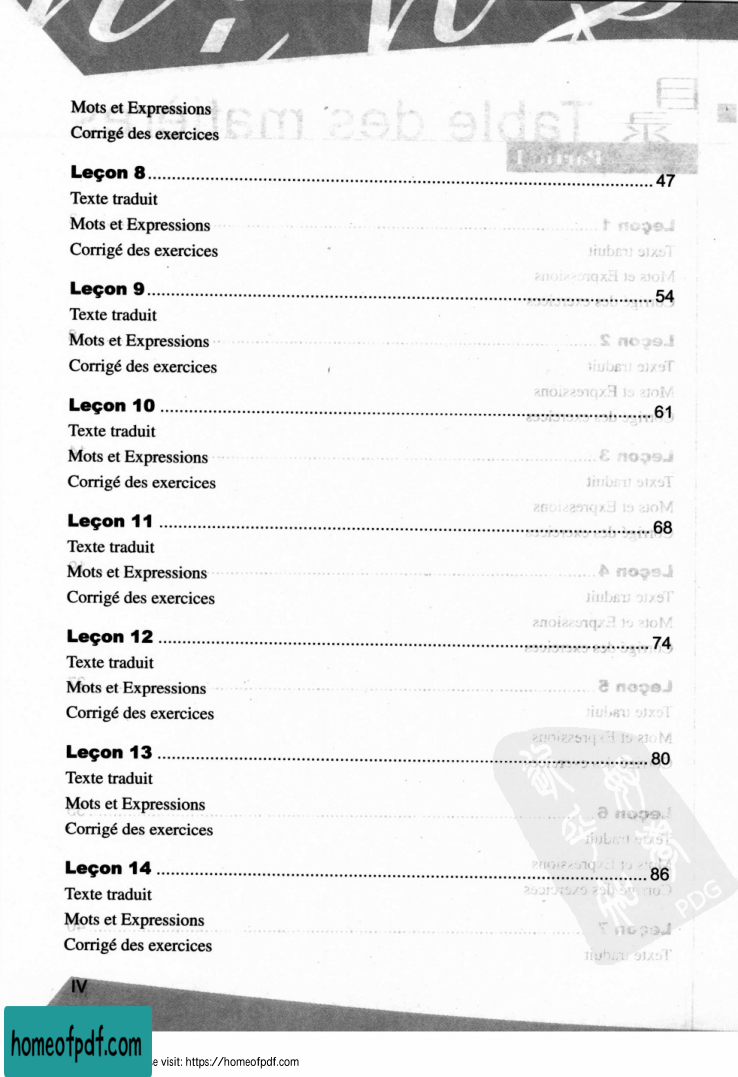 Mots et Expressions
Corrigé des exercices
Leçon 8 47
Texte traduit
Mots et Expressions
Corrigé des exercices
Leçon 9 54
Texte traduit
Mots et Expressions
Corrigé des exercices
Leçon 10 61
Texte traduit
Mots et Expressions
Corrigé des exercices
Leçon 11 68
Texte traduit
Mots et Expressions
Corrigé des exercices
Leçon 12 74
Texte traduit
Mots et Expressions
Corrigé des exercices
Leçon 13 80
Texte traduit
Mots et Expressions
Corrigé des exercices
Leçon 14 86
Texte traduit
Mots et Expressions
Corrigé des exercices
PDG
IV
homeofpdf.com
e visit: https://homeofpdf.com